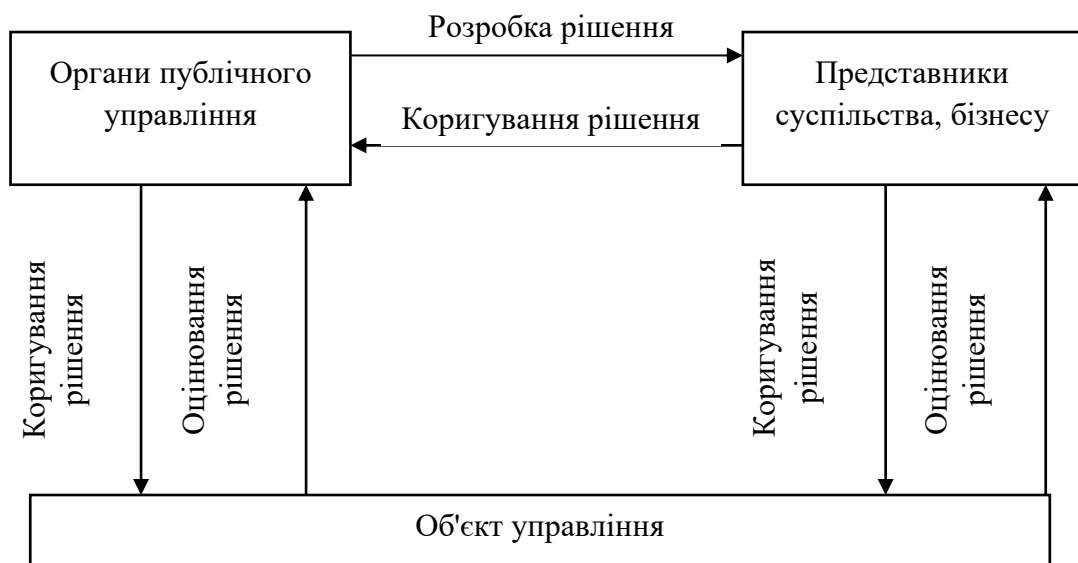 Розробка рішення
Органи публічного
управління
Представники
суспільства, бізнесу
Коригування рішення
Коригування
рішення
Оцінювання
рішення
Коригування
рішення
Оцінювання
рішення
Об'єкт управління